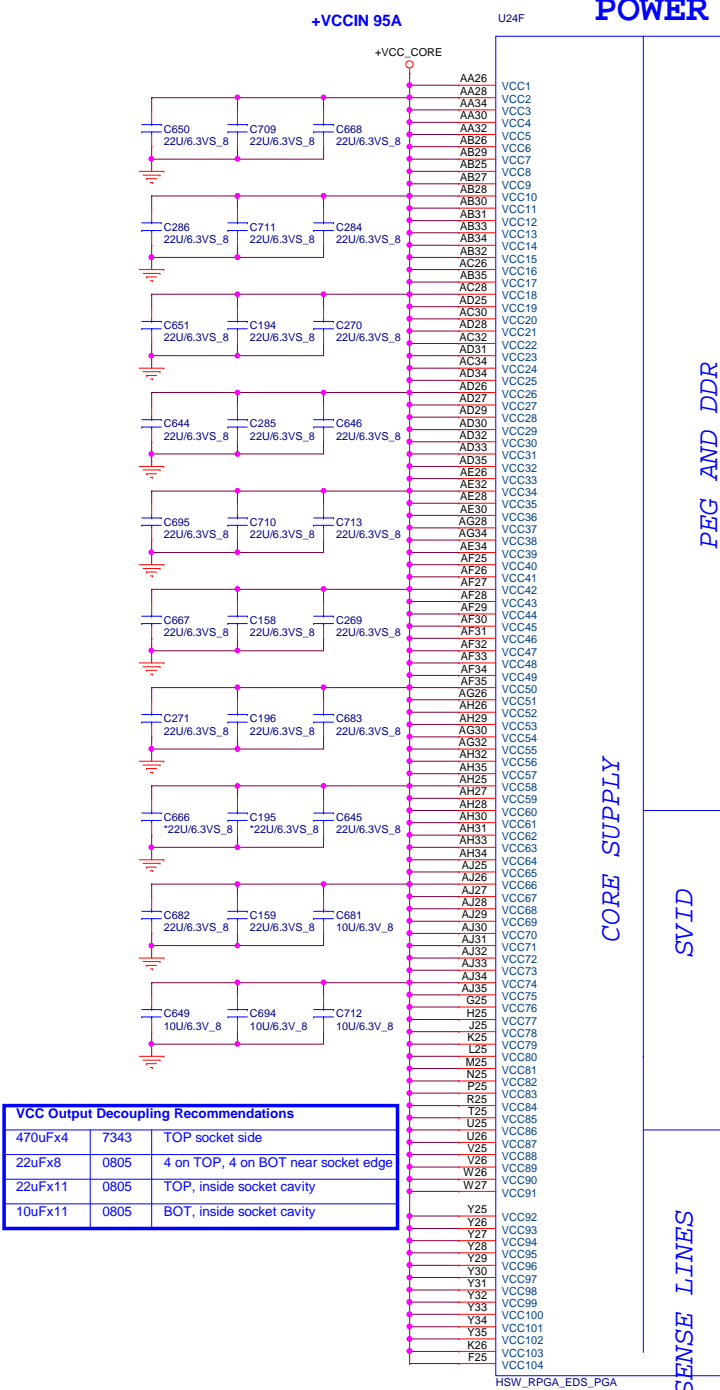 +VCCIN 95A
U24F
POWER
+VCC_CORE
AA26 VCC1
AA28 VCC2
AA34 VCC3
AA30 VCC4
AA32 VCC5
AB26 VCC6
AB29 VCC7
AB25 VCC8
AB27 VCC9
AB28 VCC10
AB30 VCC11
AB31 VCC12
AB33 VCC13
AB34 VCC14
AB32 VCC15
AC26 VCC16
AB35 VCC17
AC28 VCC18
AD25 VCC19
AC30 VCC20
AD28 VCC21
AC32 VCC22
AD31 VCC23
AC34 VCC24
AD34 VCC25
AD26 VCC26
AD27 VCC27
AD29 VCC28
AD30 VCC29
AD32 VCC30
AD33 VCC31
AD35 VCC32
AE26 VCC33
AE32 VCC34
AE28 VCC35
AE30 VCC36
AG28 VCC37
AG34 VCC38
AE34 VCC39
AF25 VCC40
AF26 VCC41
AF27 VCC42
AF28 VCC43
AF29 VCC44
AF30 VCC45
AF31 VCC46
AF32 VCC47
AF33 VCC48
AF34 VCC49
AF35 VCC50
AG26 VCC51
AH26 VCC52
AH29 VCC53
AG30 VCC54
AG32 VCC55
AH32 VCC56
AH35 VCC57
AH25 VCC58
AH27 VCC59
AH28 VCC60
AH30 VCC61
AH31 VCC62
AH33 VCC63
AH34 VCC64
AJ25 VCC65
AJ26 VCC66
AJ27 VCC67
AJ28 VCC68
AJ29 VCC69
AJ30 VCC70
AJ31 VCC71
AJ32 VCC72
AJ33 VCC73
AJ34 VCC74
AJ35 VCC75
G25 VCC76
H25 VCC77
J25 VCC78
K25 VCC79
L25 VCC80
M25 VCC81
N25 VCC82
P25 VCC83
R25 VCC84
T25 VCC85
U25 VCC86
U26 VCC87
V25 VCC88
V26 VCC89
W26 VCC90
W27 VCC91
Y25 VCC92
Y26 VCC93
Y27 VCC94
Y28 VCC95
Y29 VCC96
Y30 VCC97
Y31 VCC98
Y32 VCC99
Y33 VCC100
Y34 VCC101
Y35 VCC102
K26 VCC103
F25 VCC104
C650 C709 C668
22U/6.3VS_8 22U/6.3VS_8 22U/6.3VS_8
C286 C711 C284
22U/6.3VS_8 22U/6.3VS_8 22U/6.3VS_8
C651 C194 C270
22U/6.3VS_8 22U/6.3VS_8 22U/6.3VS_8
C644 C285 C646
22U/6.3VS_8 22U/6.3VS_8 22U/6.3VS_8
C695 C710 C713
22U/6.3VS_8 22U/6.3VS_8 22U/6.3VS_8
C667 C158 C269
22U/6.3VS_8 22U/6.3VS_8 22U/6.3VS_8
C271 C196 C683
22U/6.3VS_8 22U/6.3VS_8 22U/6.3VS_8
C666 C195 C645
*22U/6.3VS_8 *22U/6.3VS_8 22U/6.3VS_8
C682 C159 C681
22U/6.3VS_8 22U/6.3VS_8 10U/6.3V_8
C649 C694 C712
10U/6.3V_8 10U/6.3V_8 10U/6.3V_8
VCC Output Decoupling Recommendations
470uFx4 7343 TOP socket side
22uFx8 0805 4 on TOP, 4 on BOT near socket edge
22uFx11 0805 TOP, inside socket cavity
10uFx11 0805 BOT, inside socket cavity
CORE SUPPLY
PEG AND DDR
SVID
SENSE LINES
HSW_RPGA_EDS_PGA